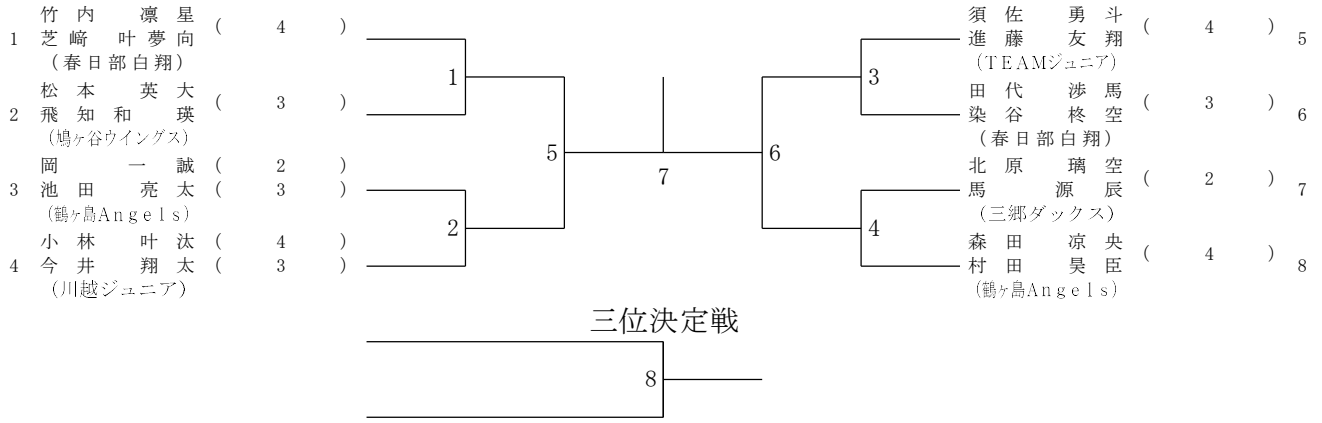 竹内 凛星
1 芝﨑 叶夢向 ( 4 )
(春日部白翔)
松本 英大
2 飛知和 瑛 ( 3 )
(鳩ヶ谷ウイングス)
岡 一誠 ( 2 )
3 池田 亮太 ( 3 )
(鶴ヶ島Angels)
小林 叶汰 ( 4 )
4 今井 翔太 ( 3 )
(川越ジュニア)
1
2
5
7
6
3
4
須佐 勇斗
進藤 友翔 ( 4 ) 5
(TEAMジュニア)
田代 渉馬
染谷 柊空 ( 3 ) 6
(春日部白翔)
北原 璃空
馬 源辰 ( 2 ) 7
(三郷ダックス)
森田 凉央
村田 昊臣 ( 4 ) 8
(鶴ヶ島Angels)
三位決定戦
8